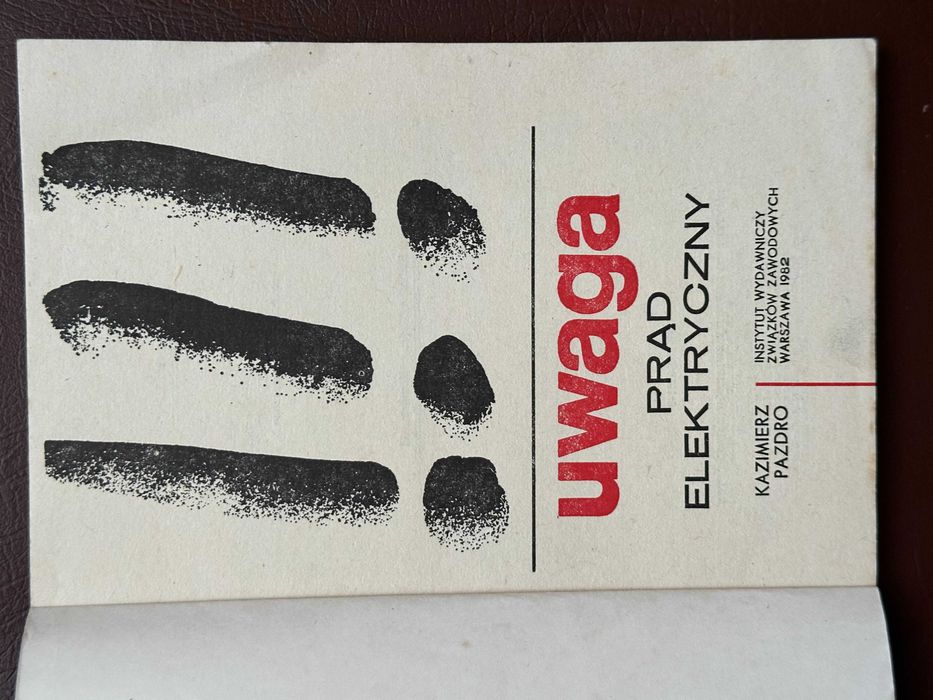 !!!
uwaga
PRĄD
ELEKTRYCZNY
KAZIMIERZ
PAZDRO
INSTYTUT WYDAWNICZY
ZWIĄZKÓW ZAWODOWYCH
WARSZAWA 1982